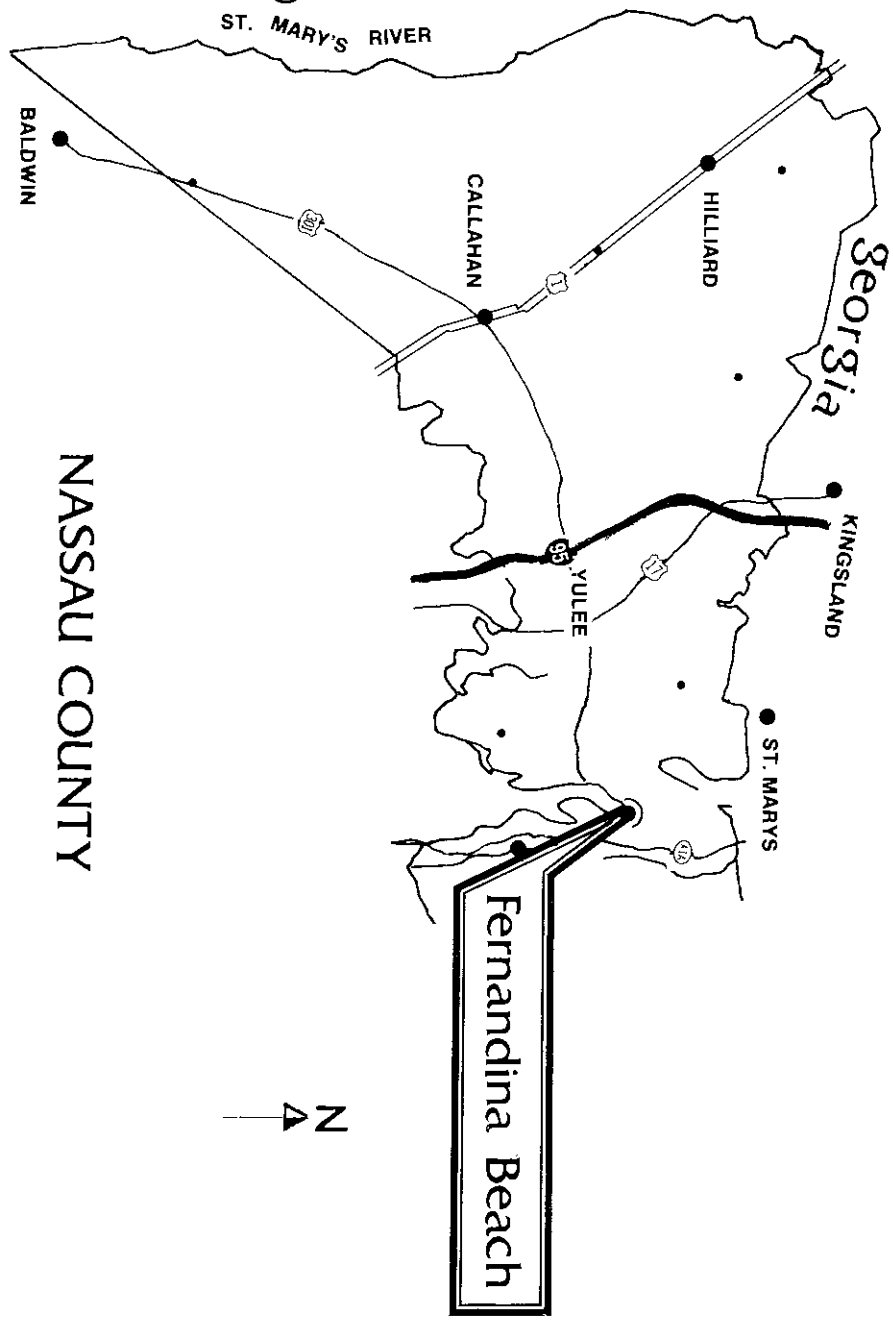 ST. MARY'S RIVER
georgia
KINGSLAND
ST. MARYS
HILLIARD
1
17
A1A
CALLAHAN
95
YULEE
301
BALDWIN
Fernandina Beach
N
NASSAU COUNTY